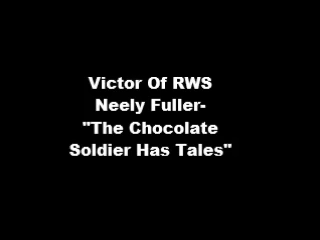 Victor Of RWS
Neely Fuller-
"The Chocolate
Soldier Has Tales"